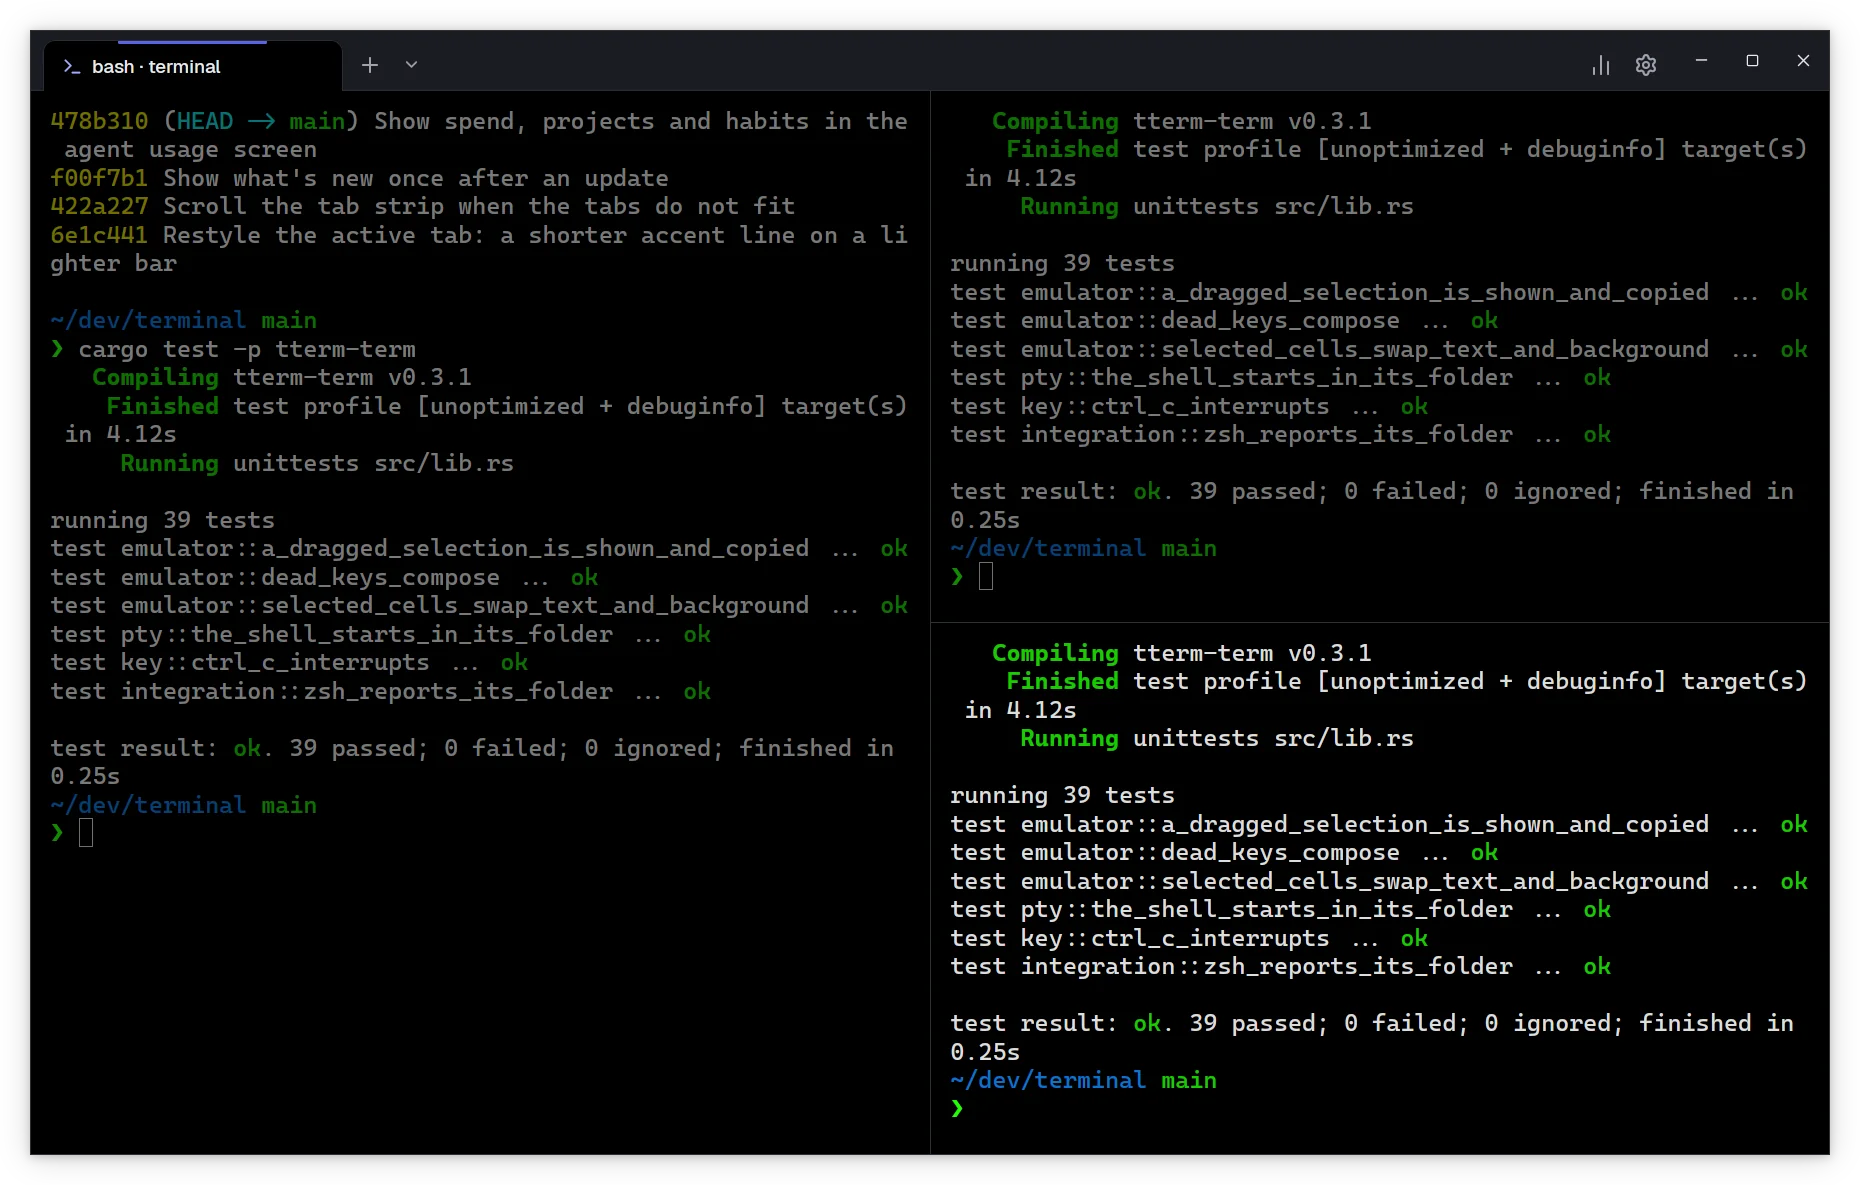 bash · terminal
478b310 (HEAD -> main) Show spend, projects and habits in the
 agent usage screen
f00f7b1 Show what's new once after an update
422a227 Scroll the tab strip when the tabs do not fit
6e1c441 Restyle the active tab: a shorter accent line on a li
ghter bar

~/dev/terminal main
❯ cargo test -p tterm-term
   Compiling tterm-term v0.3.1
    Finished test profile [unoptimized + debuginfo] target(s)
 in 4.12s
     Running unittests src/lib.rs

running 39 tests
test emulator::a_dragged_selection_is_shown_and_copied ... ok
test emulator::dead_keys_compose ... ok
test emulator::selected_cells_swap_text_and_background ... ok
test pty::the_shell_starts_in_its_folder ... ok
test key::ctrl_c_interrupts ... ok
test integration::zsh_reports_its_folder ... ok

test result: ok. 39 passed; 0 failed; 0 ignored; finished in
0.25s
~/dev/terminal main
❯
   Compiling tterm-term v0.3.1
    Finished test profile [unoptimized + debuginfo] target(s)
 in 4.12s
     Running unittests src/lib.rs

running 39 tests
test emulator::a_dragged_selection_is_shown_and_copied ... ok
test emulator::dead_keys_compose ... ok
test emulator::selected_cells_swap_text_and_background ... ok
test pty::the_shell_starts_in_its_folder ... ok
test key::ctrl_c_interrupts ... ok
test integration::zsh_reports_its_folder ... ok

test result: ok. 39 passed; 0 failed; 0 ignored; finished in
0.25s
~/dev/terminal main
❯
   Compiling tterm-term v0.3.1
    Finished test profile [unoptimized + debuginfo] target(s)
 in 4.12s
     Running unittests src/lib.rs

running 39 tests
test emulator::a_dragged_selection_is_shown_and_copied ... ok
test emulator::dead_keys_compose ... ok
test emulator::selected_cells_swap_text_and_background ... ok
test pty::the_shell_starts_in_its_folder ... ok
test key::ctrl_c_interrupts ... ok
test integration::zsh_reports_its_folder ... ok

test result: ok. 39 passed; 0 failed; 0 ignored; finished in
0.25s
~/dev/terminal main
❯